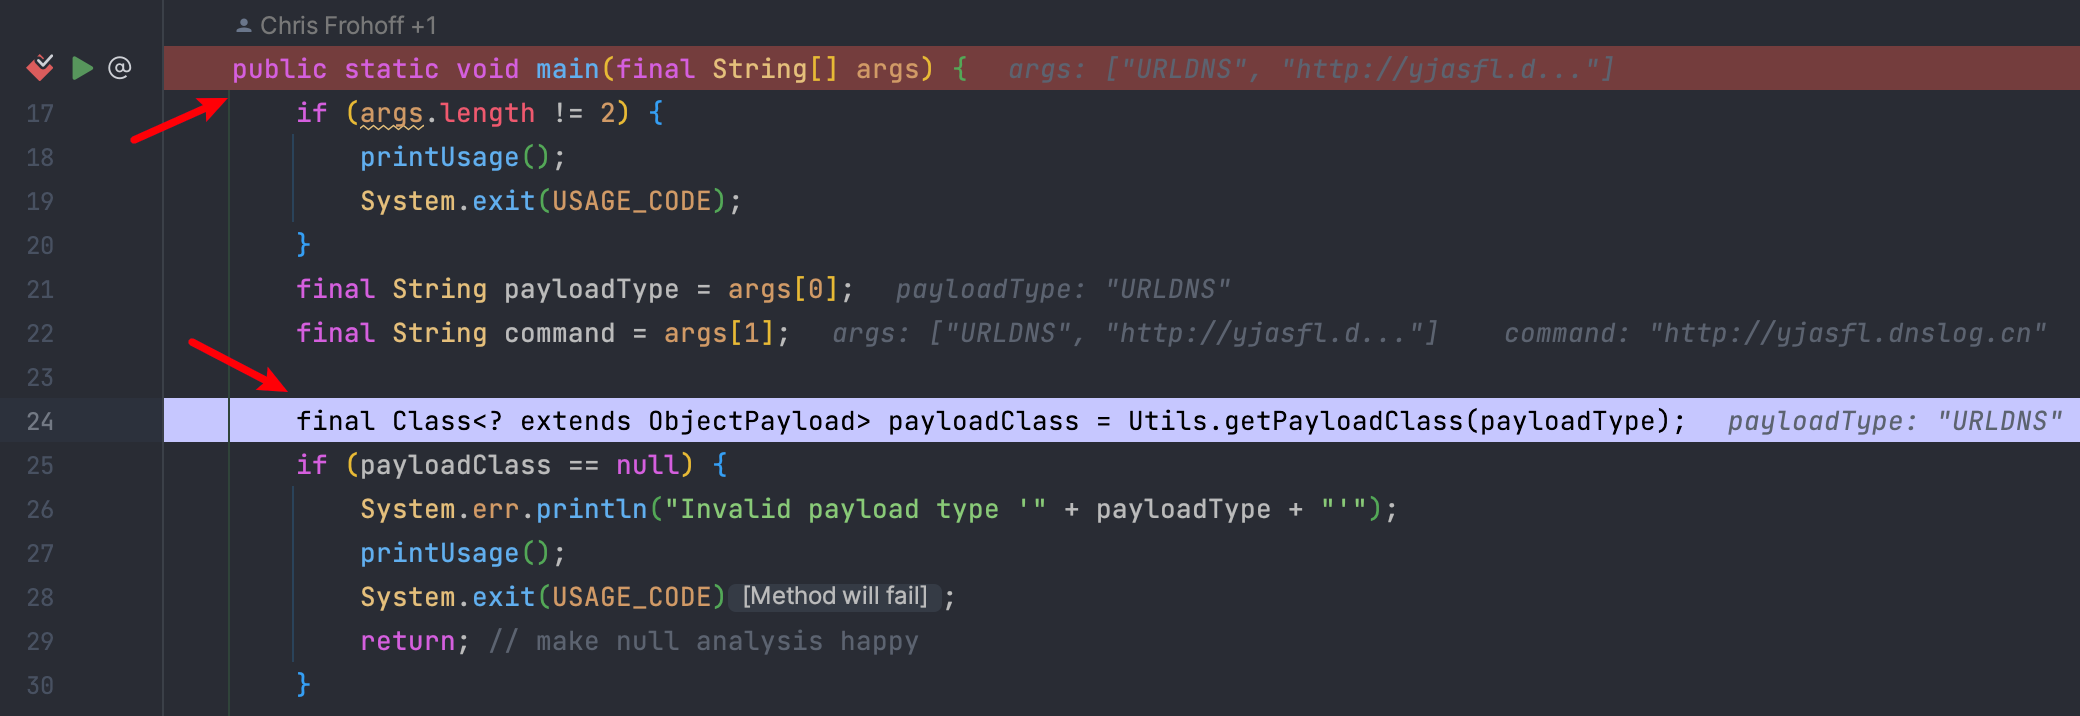 Chris Frohoff +1
public static void main(final String[] args) { args: ["URLDNS", "http://yjasfl.d..."]
17 if (args.length != 2) {
18 printUsage();
19 System.exit(USAGE_CODE);
20 }
21 final String payloadType = args[0]; payloadType: "URLDNS"
22 final String command = args[1]; args: ["URLDNS", "http://yjasfl.d..."] command: "http://yjasfl.dnslog.cn"
23
24 final Class<? extends ObjectPayload> payloadClass = Utils.getPayloadClass(payloadType); payloadType: "URLDNS"
25 if (payloadClass == null) {
26 System.err.println("Invalid payload type '" + payloadType + "'");
27 printUsage();
28 System.exit(USAGE_CODE) [Method will fail] ;
29 return; // make null analysis happy
30 }